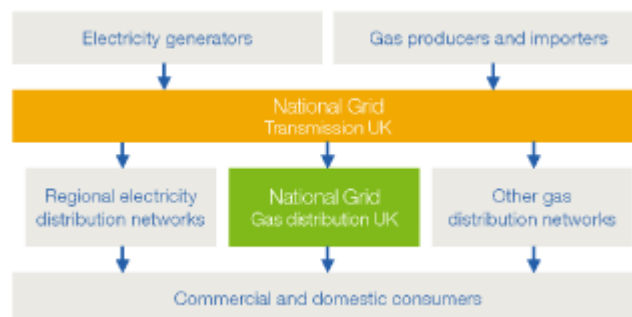 Electricity generators
Gas producers and importers
National Grid
Transmission UK
Regional electricity
distribution networks
National Grid
Gas distribution UK
Other gas
distribution networks
Commercial and domestic consumers